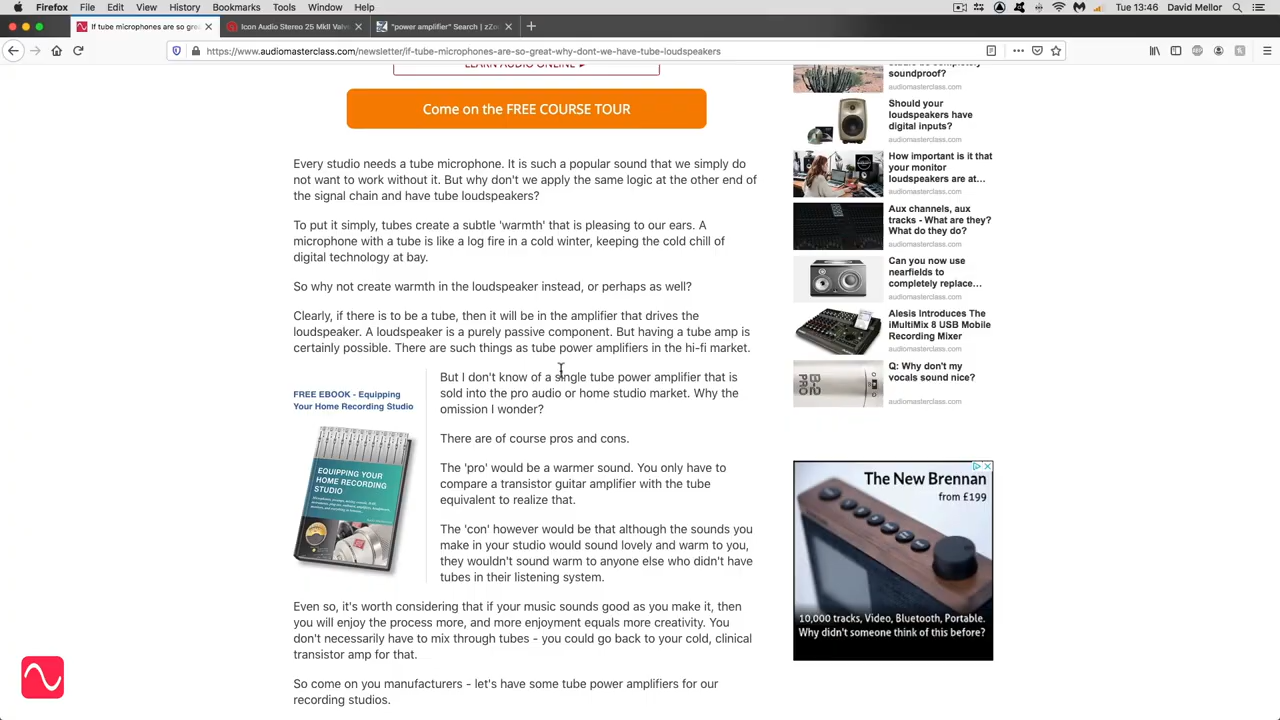 Firefox File Edit View History Bookmarks Tools Window Help
Tue 13:46 David Mellor
If tube microphones are so grea
Icon Audio Stereo 25 MkII Valve
"power amplifier" Search | zZo
https://www.audiomasterclass.com/newsletter/if-tube-microphones-are-so-great-why-dont-we-have-tube-loudspeakers
LEARN AUDIO ONLINE
Come on the FREE COURSE TOUR
Every studio needs a tube microphone. It is such a popular sound that we simply do
not want to work without it. But why don't we apply the same logic at the other end of
the signal chain and have tube loudspeakers?
To put it simply, tubes create a subtle 'warmth' that is pleasing to our ears. A
microphone with a tube is like a log fire in a cold winter, keeping the cold chill of
digital technology at bay.
So why not create warmth in the loudspeaker instead, or perhaps as well?
Clearly, if there is to be a tube, then it will be in the amplifier that drives the
loudspeaker. A loudspeaker is a purely passive component. But having a tube amp is
certainly possible. There are such things as tube power amplifiers in the hi-fi market.
FREE EBOOK - Equipping
Your Home Recording Studio
EQUIPPING YOUR
HOME RECORDING
STUDIO
But I don't know of a single tube power amplifier that is
sold into the pro audio or home studio market. Why the
omission I wonder?
There are of course pros and cons.
The 'pro' would be a warmer sound. You only have to
compare a transistor guitar amplifier with the tube
equivalent to realize that.
The 'con' however would be that although the sounds you
make in your studio would sound lovely and warm to you,
they wouldn't sound warm to anyone else who didn't have
tubes in their listening system.
Even so, it's worth considering that if your music sounds good as you make it, then
you will enjoy the process more, and more enjoyment equals more creativity. You
don't necessarily have to mix through tubes - you could go back to your cold, clinical
transistor amp for that.
So come on you manufacturers - let's have some tube power amplifiers for our
recording studios.
studio be completely
soundproof?
audiomasterclass.com
Should your
loudspeakers have
digital inputs?
audiomasterclass.com
How important is it that
your monitor
loudspeakers are at...
audiomasterclass.com
Aux channels, aux
tracks - What are they?
What do they do?
audiomasterclass.com
Can you now use
nearfields to
completely replace...
audiomasterclass.com
Alesis Introduces The
iMultiMix 8 USB Mobile
Recording Mixer
B-2
PRO
Q: Why don't my
vocals sound nice?
audiomasterclass.com
The New Brennan
from £199
10,000 tracks, Video, Bluetooth, Portable.
Why didn't someone think of this before?